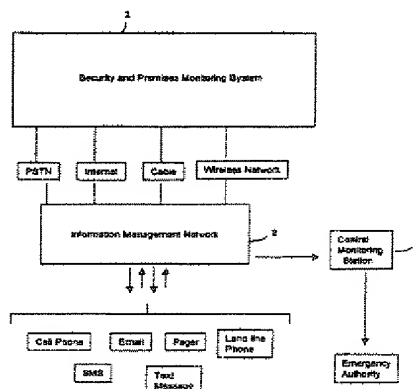 1
Security and Premises Monitoring System
PSTN
Internet
Cable
Wireless Network
Information Management Network
2
Central
Monitoring
Station
Cell Phone
Email
Pager
Land line
Phone
SMS
Text
Message
Emergency
Authority